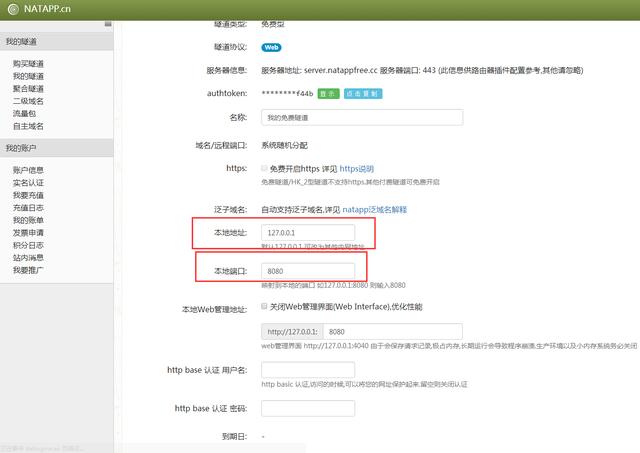 NATAPP.cn
我的隧道
购买隧道
我的隧道
聚合隧道
二级域名
流量包
自主域名
我的账户
账户信息
实名认证
我要充值
充值日志
我的账单
发票申请
积分日志
站内消息
我要推广
隧道类型: 免费型
隧道协议: Web
服务器信息: 服务器地址: server.natappfree.cc 服务器端口: 443 (此信息供路由器插件配置参考,其他请忽略)
authtoken: ********f44b 显示 点击复制
名称: 我的免费隧道
域名/远程端口: 系统随机分配
https: 免费开启https 详见 https说明
免费隧道/HK_2型隧道不支持https.其他付费隧道可免费开启
泛子域名: 自动支持泛子域名,详见 natapp泛域名解释
本地地址: 127.0.0.1
默认127.0.0.1 可改为其他内网地址
本地端口: 8080
映射到本地的端口 如127.0.0.1:8080 则输入8080
本地Web管理地址: 关闭Web管理界面(Web Interface),优化性能
http://127.0.0.1: 8080
web管理界面 http://127.0.0.1:4040 由于会保存请求记录,极占内存,长期运行会导致程序崩溃,生产环境以及小内存系统务必关闭
http base 认证 用户名:
http basic 认证,访问的时候,可以将您的网址保护起来.留空则关闭认证
http base 认证 密码:
到期日: -